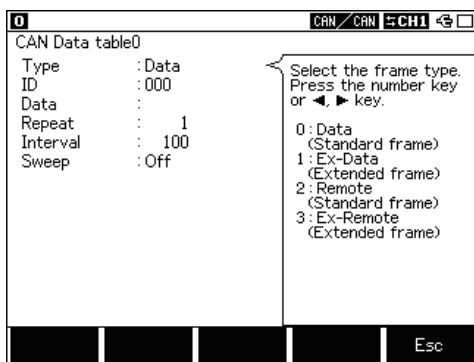 0 CAN/CAN CH1
CAN Data table0
Type : Data
ID : 000
Data :
Repeat : 1
Interval : 100
Sweep : Off
Select the frame type.
Press the number key
or ◀, ▶ key.
0 : Data
(Standard frame)
1 : Ex-Data
(Extended frame)
2 : Remote
(Standard frame)
3 : Ex-Remote
(Extended frame)
Esc